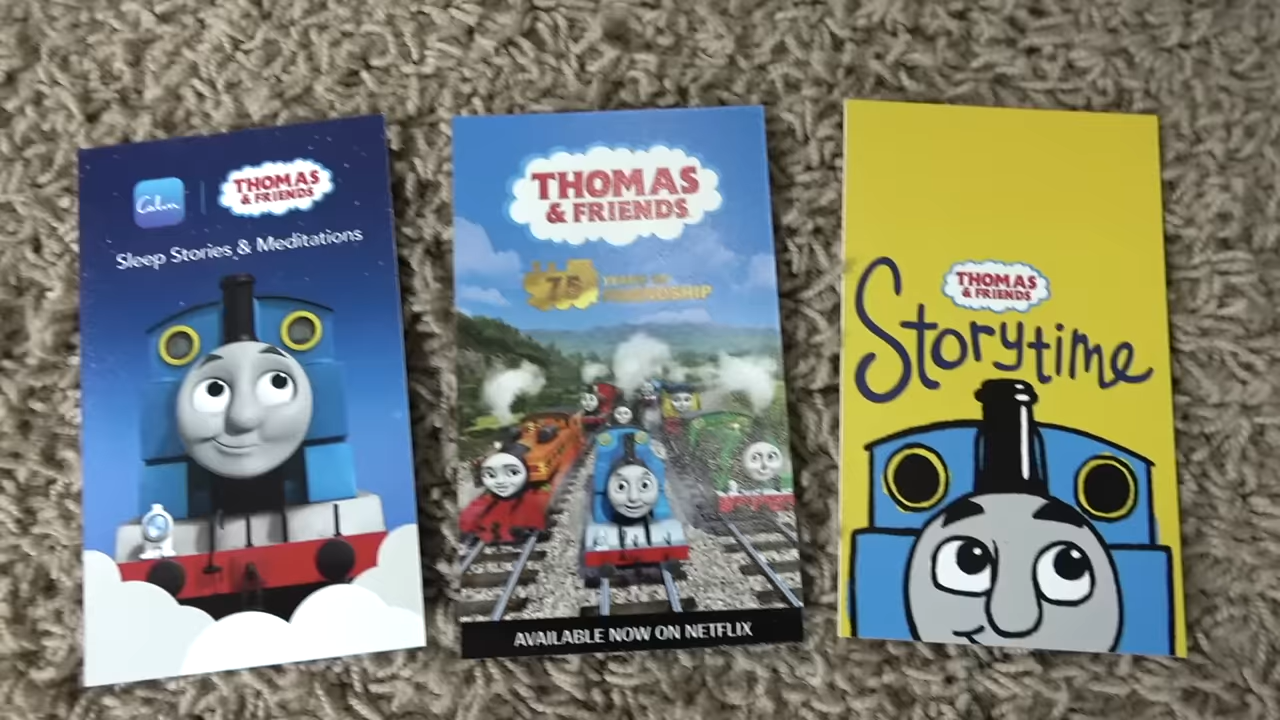 Calm
THOMAS
& FRIENDS
Sleep Stories & Meditations
THOMAS
& FRIENDS
75 YEARS OF
FRIENDSHIP
AVAILABLE NOW ON NETFLIX
THOMAS
& FRIENDS
Storytime